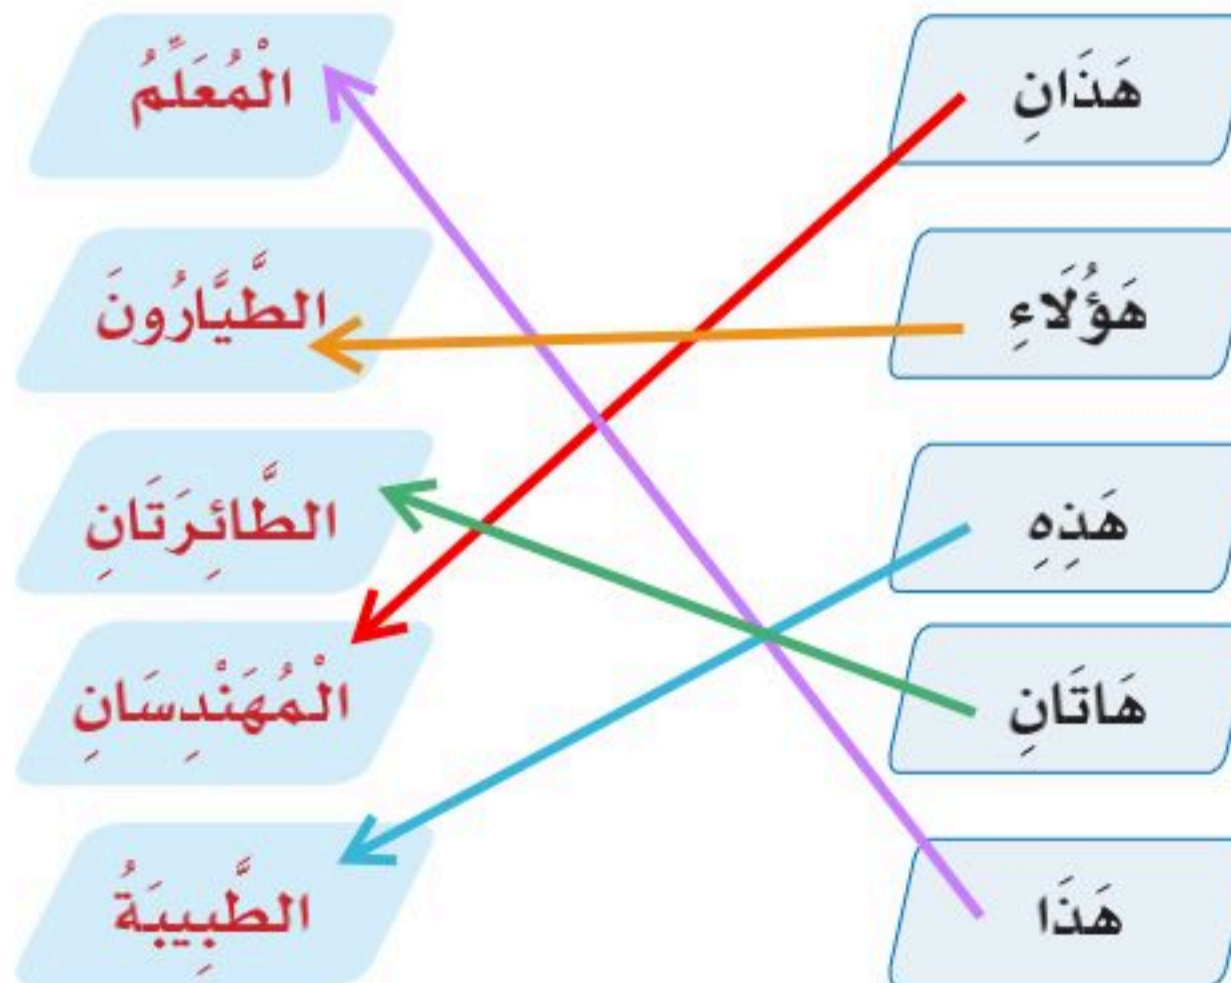 هَذَانِ
الْمُعَلِّمُ
هَؤُلَاءِ
الطَّيَّارُونَ
هَذِهِ
الطَّائِرَتَانِ
هَاتَانِ
الْمُهَنْدِسَانِ
هَذَا
الطَّبِيبَةُ